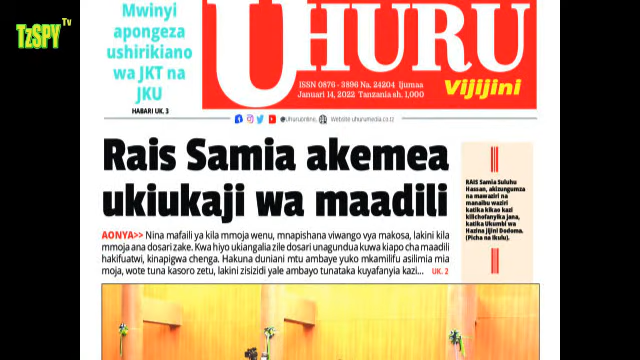 TzSPY Tv
Mwinyi
apongeza
ushirikiano
wa JKT na
JKU
HABARI UK. 3
UHURU
ISSN 0876 - 3896 Na. 24204 Ijumaa
Januari 14, 2022 Tanzania sh. 1,000
Vijijini
@Uhuruonline, Website uhurumedia.co.tz
Rais Samia akemea
ukiukaji wa maadili
AONYA>> Nina mafaili ya kila mmoja wenu, mnapishana viwango vya makosa, lakini kila
mmoja ana dosari zake. Kwa hiyo ukiangalia zile dosari unagundua kuwa kiapo cha maadili
hakifuatwi, kinapigwa chenga. Hakuna duniani mtu ambaye yuko mkamilifu asilimia mia
moja, wote tuna kasoro zetu, lakini zisizidi yale ambayo tunataka kuyafanyia kazi... UK. 2
RAIS Samia Suluhu
Hassan, akizungumza
na mawaziri na
manaibu waziri
katika kikao kazi
kilichofanyika jana,
katika Ukumbi wa
Hazina jijini Dodoma.
(Picha na Ikulu).